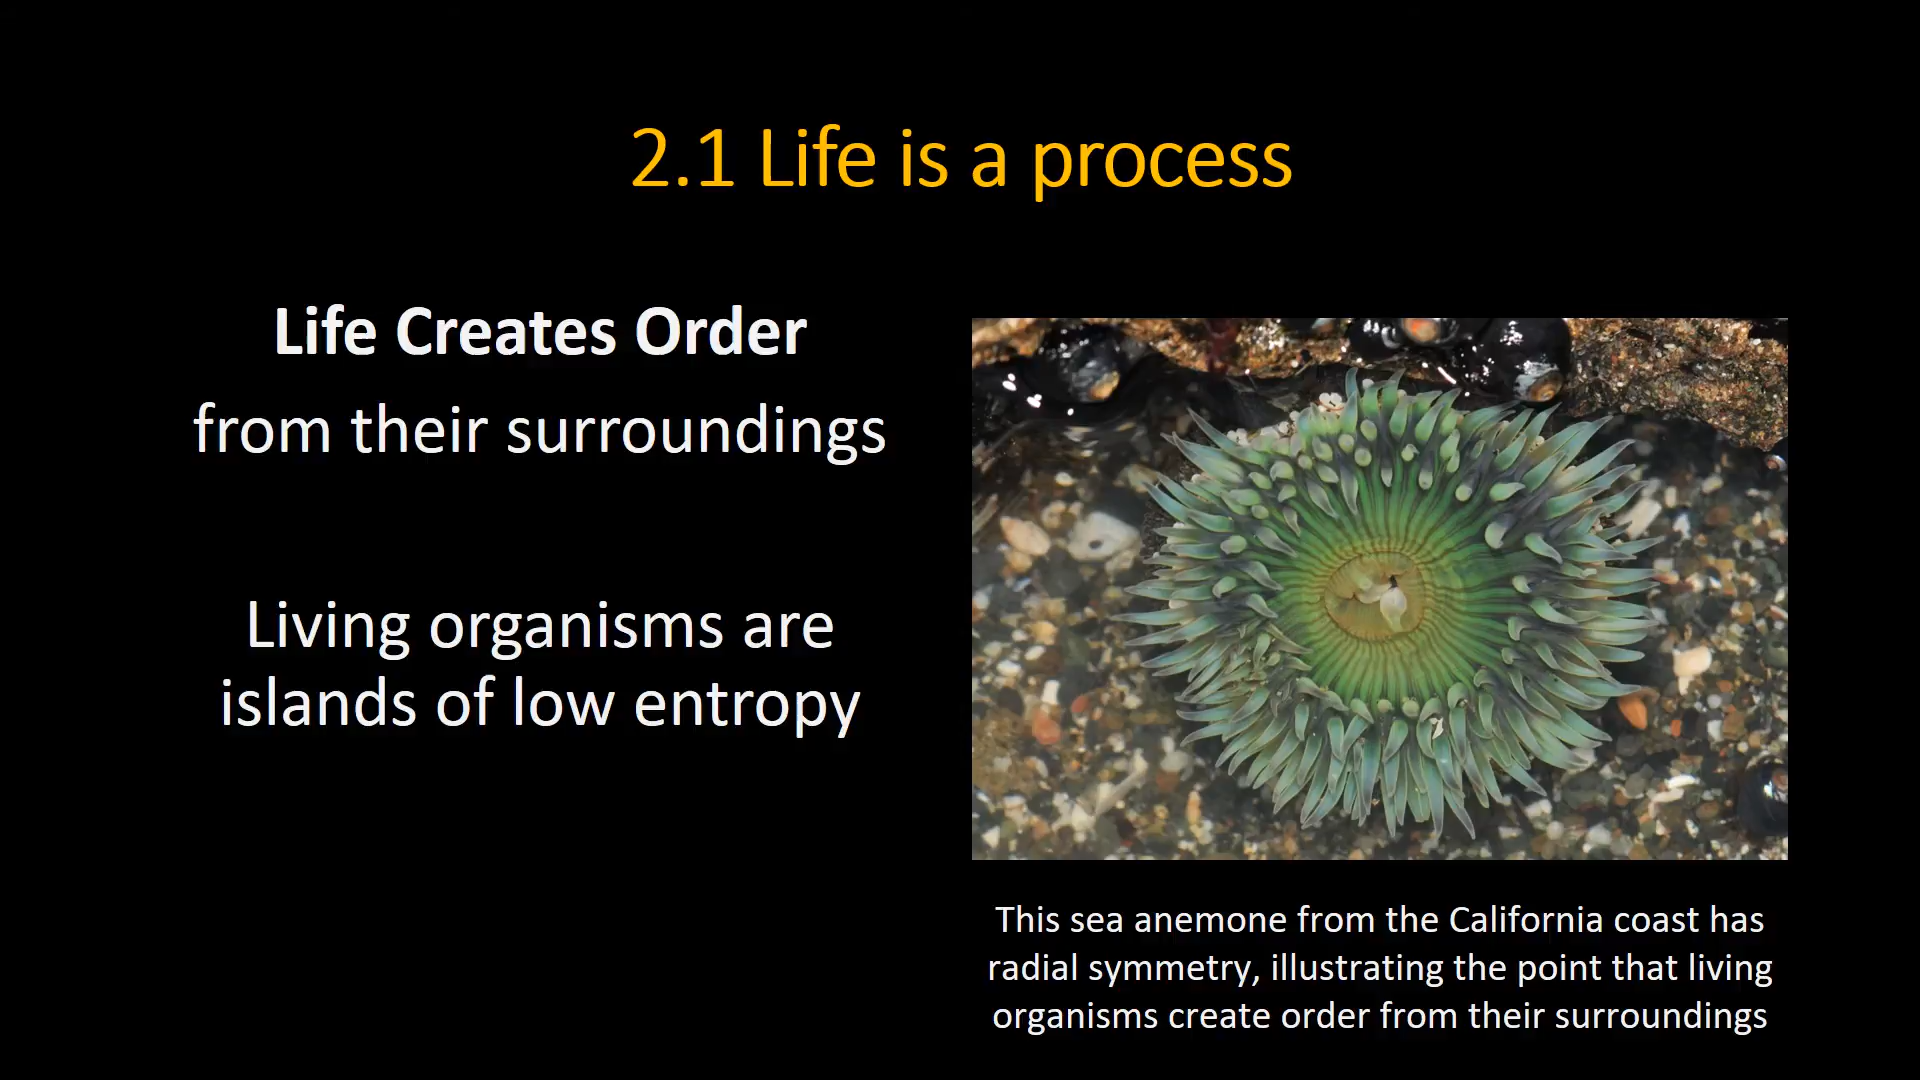 2.1 Life is a process
Life Creates Order
from their surroundings
Living organisms are
islands of low entropy
This sea anemone from the California coast has
radial symmetry, illustrating the point that living
organisms create order from their surroundings